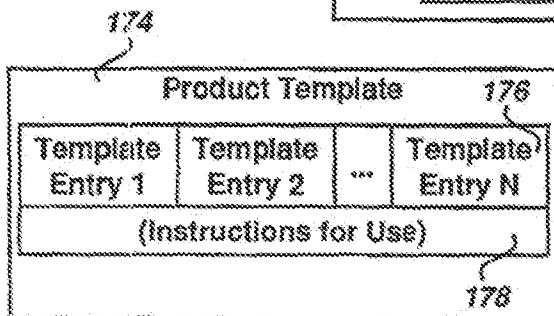 174
Product Template
176
Template Template ... Template
Entry 1 Entry 2 Entry N
(Instructions for Use)
178